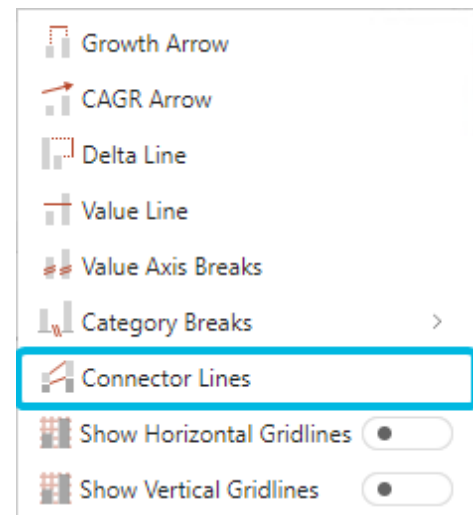 Growth Arrow
CAGR Arrow
Delta Line
Value Line
Value Axis Breaks
Category Breaks
Connector Lines
Show Horizontal Gridlines
Show Vertical Gridlines